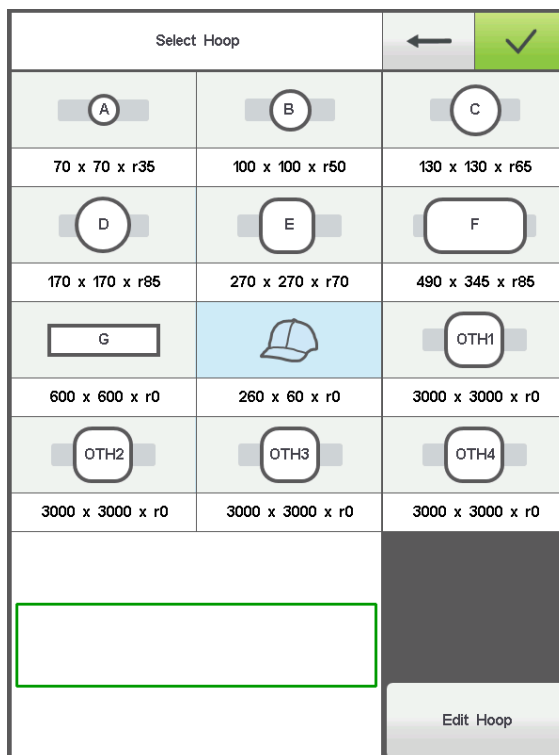 Select Hoop
A
B
C
70 x 70 x r35
100 x 100 x r50
130 x 130 x r65
D
E
F
170 x 170 x r85
270 x 270 x r70
490 x 345 x r85
G
OTH1
600 x 600 x r0
260 x 60 x r0
3000 x 3000 x r0
OTH2
OTH3
OTH4
3000 x 3000 x r0
3000 x 3000 x r0
3000 x 3000 x r0
Edit Hoop